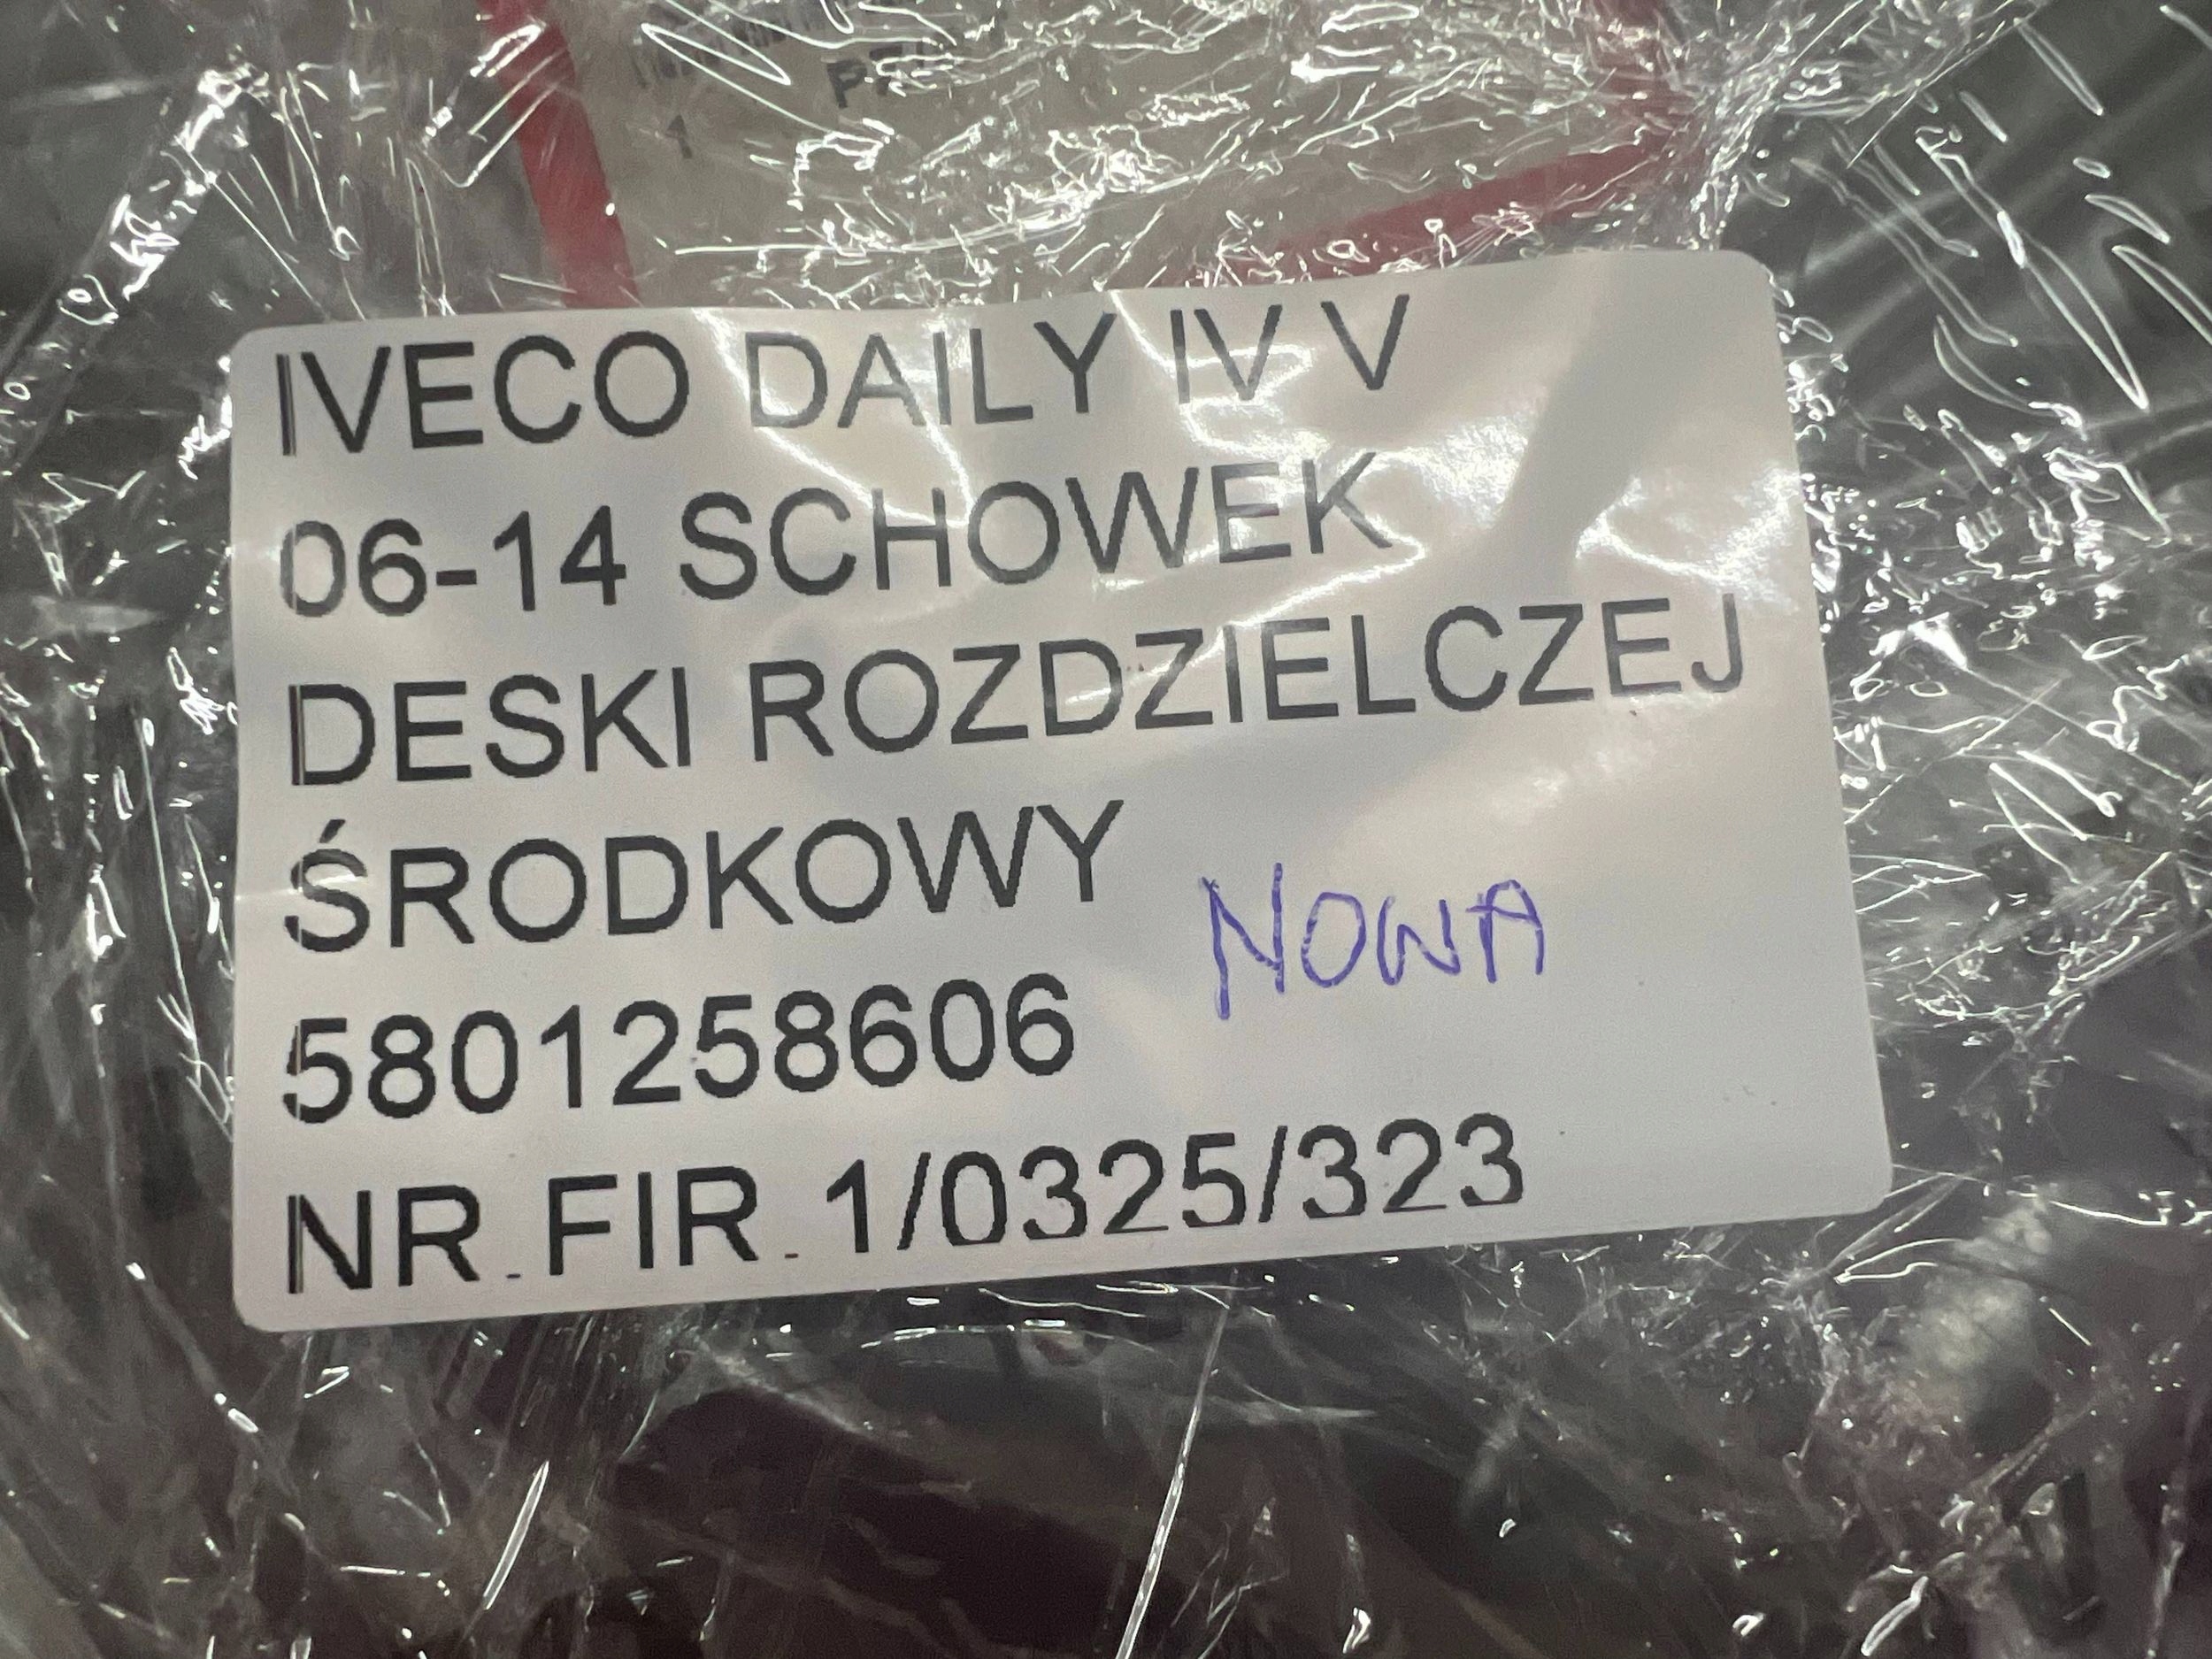 IVECO DAILY IV V
06-14 SCHOWEK
DESKI ROZDZIELCZEJ
ŚRODKOWY
NOWA
5801258606
NR. FIR. 1/0325/323